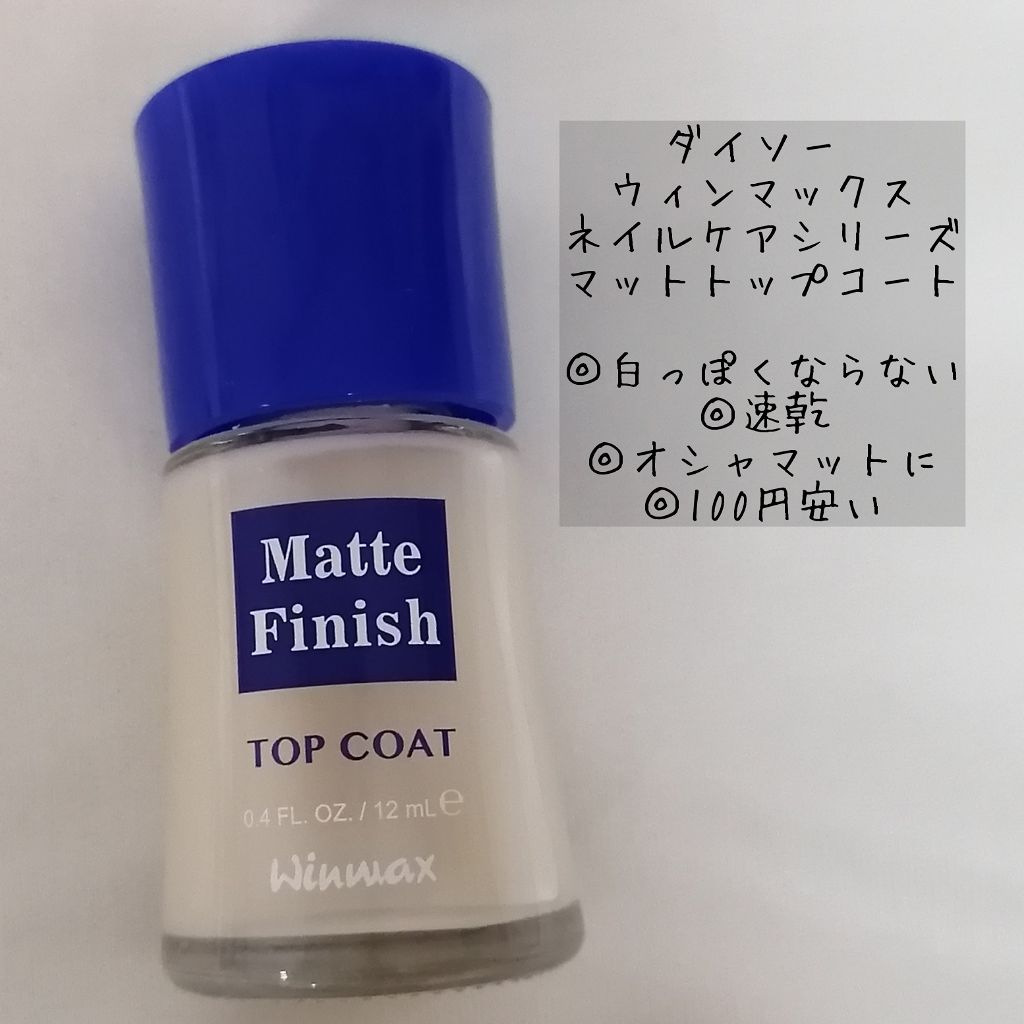 Matte
Finish
TOP COAT
0.4 FL. OZ. / 12 mL ℮
Winmax
ダイソー
ウィンマックス
ネイルケアシリーズ
マットトップコート
◎白っぽくならない
◎速乾
◎オシャマットに
◎100円安い